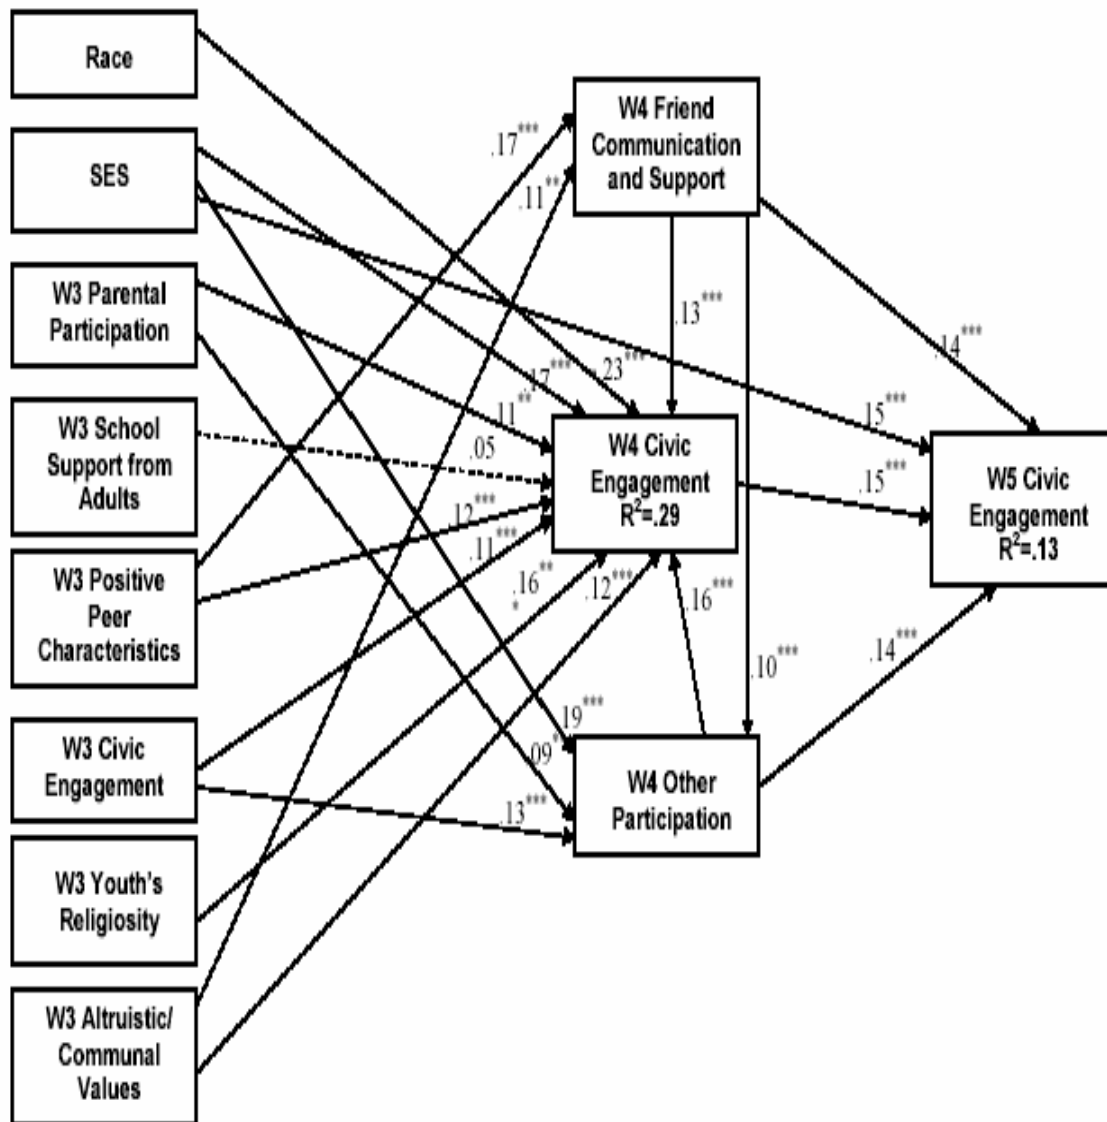 Race
SES
W3 Parental
Participation
W3 School
Support from
Adults
W3 Positive
Peer
Characteristics
W3 Civic
Engagement
W3 Youth's
Religiosity
W3 Altruistic/
Communal
Values
.17***
.11**
W4 Friend
Communication
and Support
.13***
.14***
.17***
.23***
.11**
.05
.15***
W4 Civic
Engagement
R²=.29
.15***
W5 Civic
Engagement
R²=.13
.12***
.11***
.16**
*
.12***
.16***
.10***
.14***
.19***
.09*
.13***
W4 Other
Participation